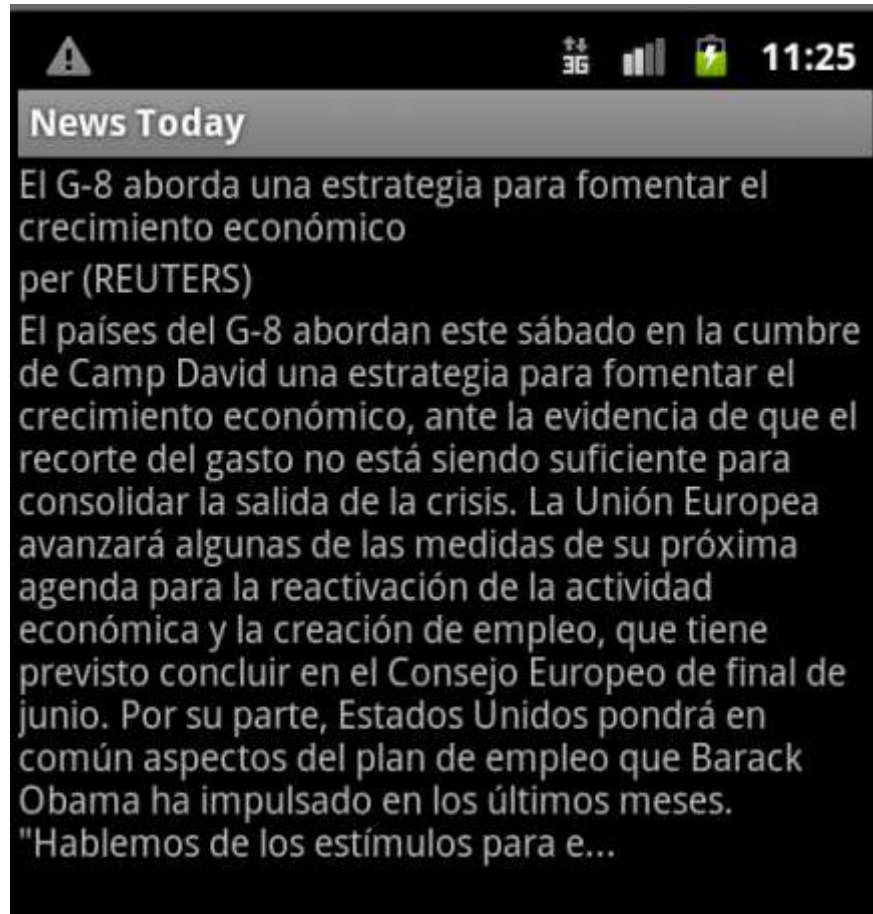 3G 11:25
News Today
El G-8 aborda una estrategia para fomentar el
crecimiento económico
per (REUTERS)
El países del G-8 abordan este sábado en la cumbre
de Camp David una estrategia para fomentar el
crecimiento económico, ante la evidencia de que el
recorte del gasto no está siendo suficiente para
consolidar la salida de la crisis. La Unión Europea
avanzará algunas de las medidas de su próxima
agenda para la reactivación de la actividad
económica y la creación de empleo, que tiene
previsto concluir en el Consejo Europeo de final de
junio. Por su parte, Estados Unidos pondrá en
común aspectos del plan de empleo que Barack
Obama ha impulsado en los últimos meses.
"Hablemos de los estímulos para e...